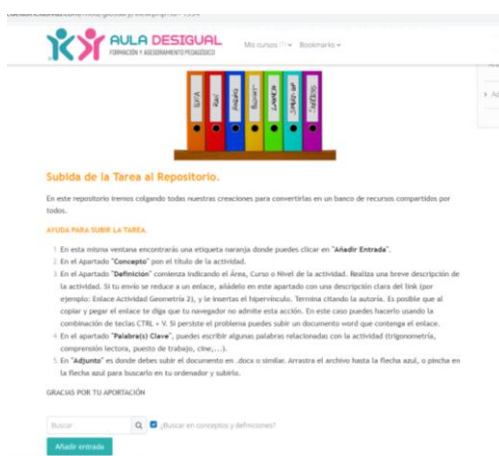 AULA DESIGUAL
FORMACIÓN Y ASESORAMIENTO PEDAGÓGICO
Mis cursos
Bookmarks
Subida de la Tarea al Repositorio.
En este repositorio iremos colgando todas nuestras creaciones para convertirlas en un banco de recursos compartidos por
todos.
AYUDA PARA SUBIR LA TAREA.
1. En esta misma ventana encontrarás una etiqueta naranja donde puedes clicar en "Añadir Entrada".
2. En el Apartado "Concepto" pon el título de la actividad.
3. En el Apartado "Definición" comienza indicando el Área, Curso o Nivel de la actividad. Realiza una breve descripción de
la actividad. Si tu envío se reduce a un enlace, añádelo en este apartado con una descripción clara del link (por
ejemplo: Enlace Actividad Geometría 2), y le insertas el hipervínculo. Termina citando la autoría. Es posible que al
copiar y pegar el enlace te diga que tu navegador no admite esta acción. En este caso puedes hacerlo usando la
combinación de teclas CTRL + V. Si persiste el problema puedes subir un documento word que contenga el enlace.
4. En el apartado "Palabra(s) Clave", puedes escribir algunas palabras relacionadas con la actividad (trigonometría,
comprensión lectora, puesto de trabajo, cine,...).
5. En "Adjunto" es donde debes subir el documento en .docx o similar. Arrastra el archivo hasta la flecha azul, o pincha en
la flecha azul para buscarlo en tu ordenador y subirlo.
GRACIAS POR TU APORTACIÓN
Buscar
¿Buscar en conceptos y definiciones?
Añadir entrada